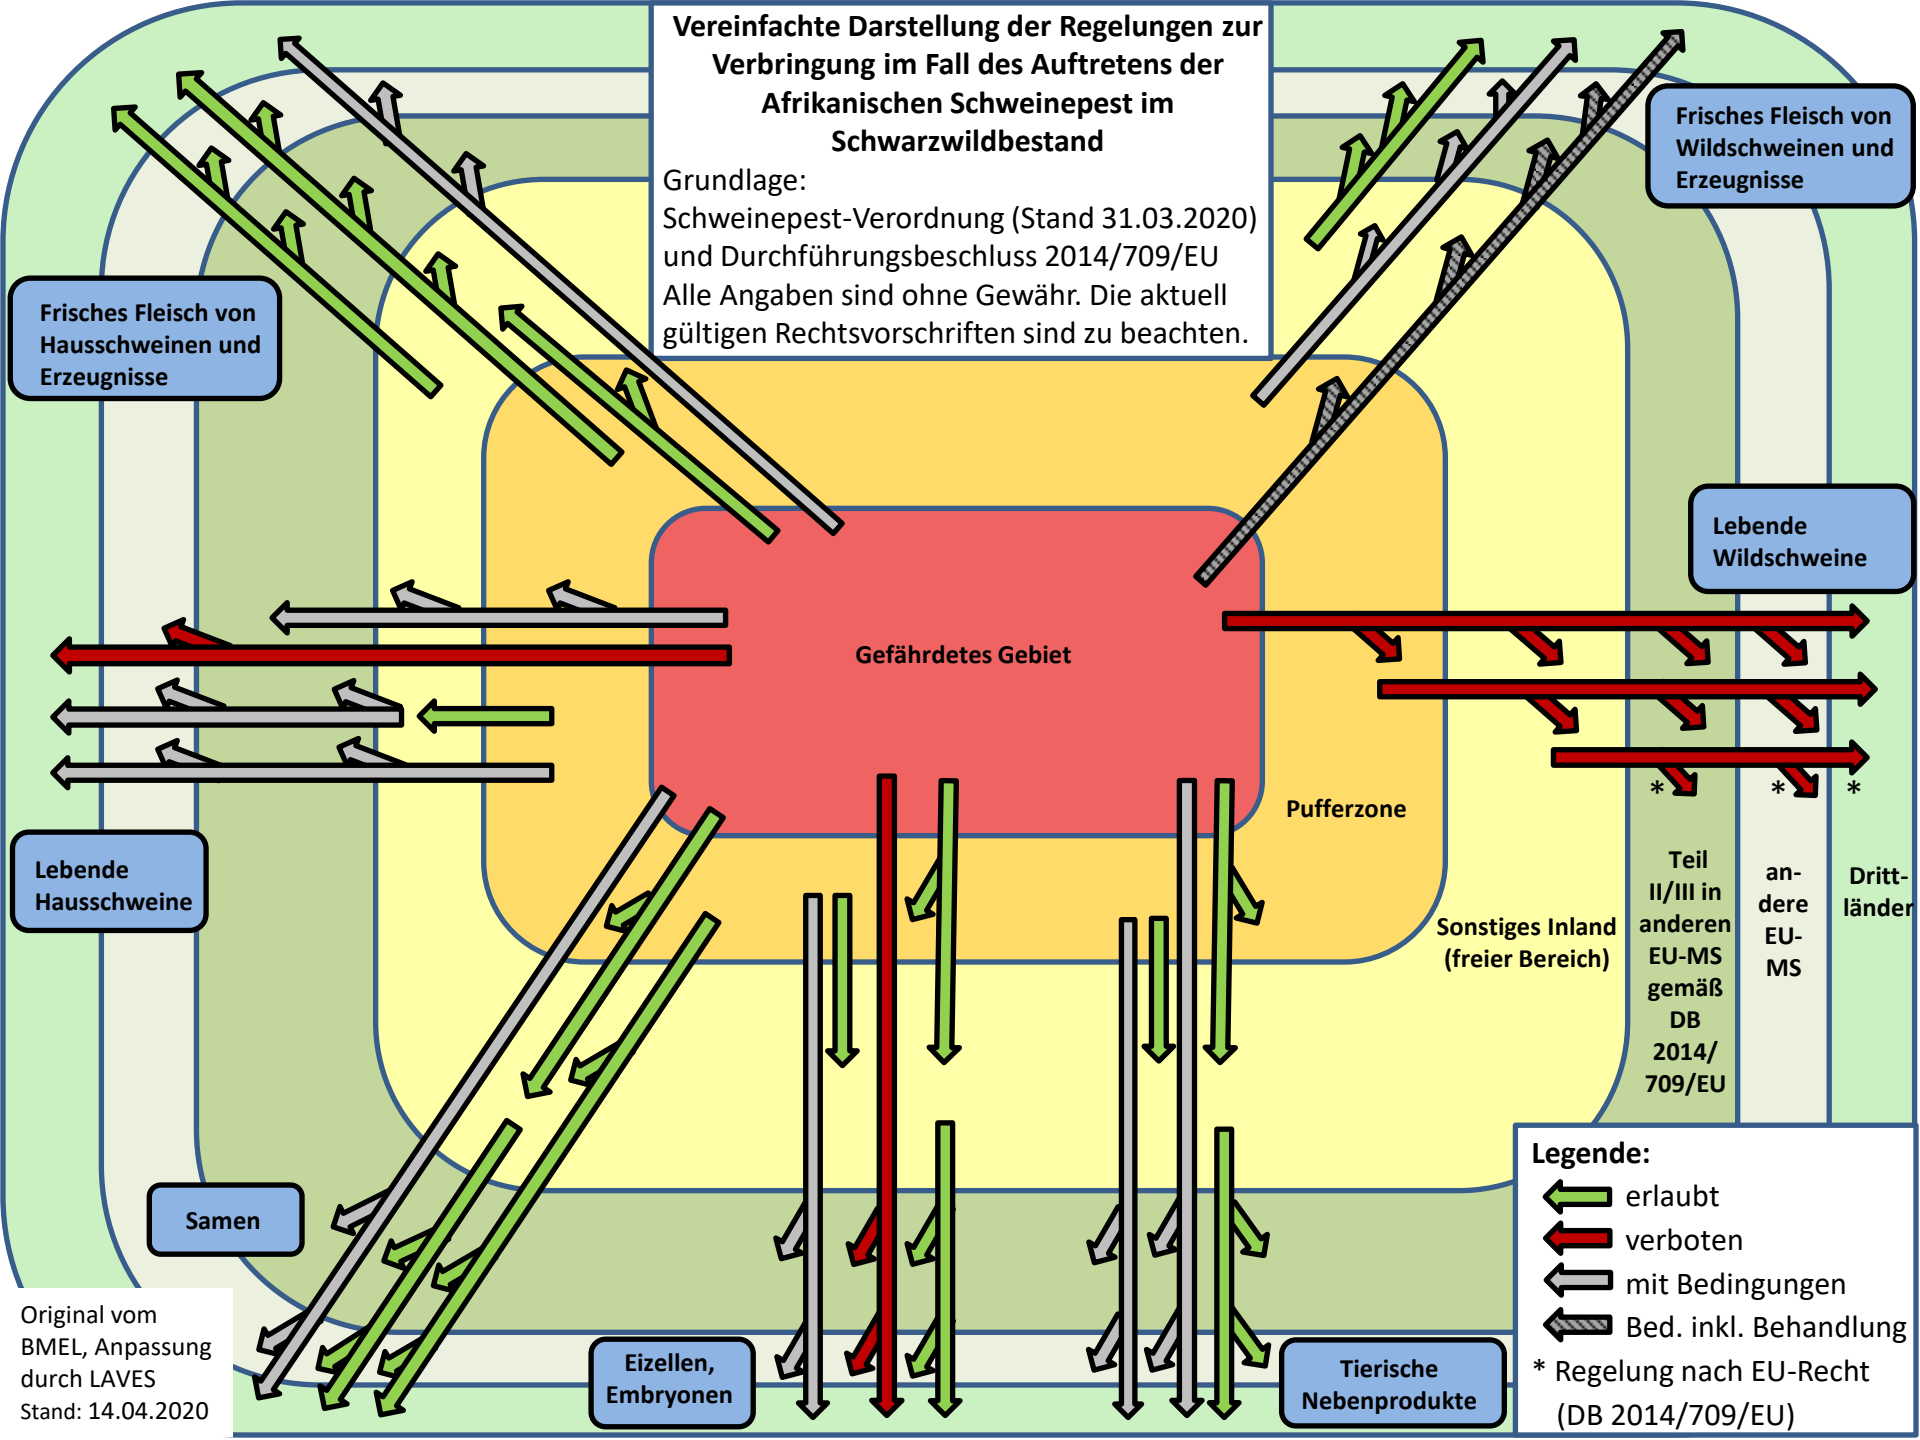 Vereinfachte Darstellung der Regelungen zur
Verbringung im Fall des Auftretens der
Afrikanischen Schweinepest im
Schwarzwildbestand
Grundlage:
Schweinepest-Verordnung (Stand 31.03.2020)
und Durchführungsbeschluss 2014/709/EU
Alle Angaben sind ohne Gewähr. Die aktuell
gültigen Rechtsvorschriften sind zu beachten.
Frisches Fleisch von
Wildschweinen und
Erzeugnisse
Frisches Fleisch von
Hausschweinen und
Erzeugnisse
Lebende
Wildschweine
Gefährdetes Gebiet
Pufferzone
* * *
Lebende
Hausschweine
Sonstiges Inland
(freier Bereich)
Teil
II/III in
anderen
EU-MS
gemäß
DB
2014/
709/EU
an-
dere
EU-
MS
Dritt-
länder
Samen
Eizellen,
Embryonen
Tierische
Nebenprodukte
Legende:
erlaubt
verboten
mit Bedingungen
Bed. inkl. Behandlung
* Regelung nach EU-Recht
(DB 2014/709/EU)
Original vom
BMEL, Anpassung
durch LAVES
Stand: 14.04.2020